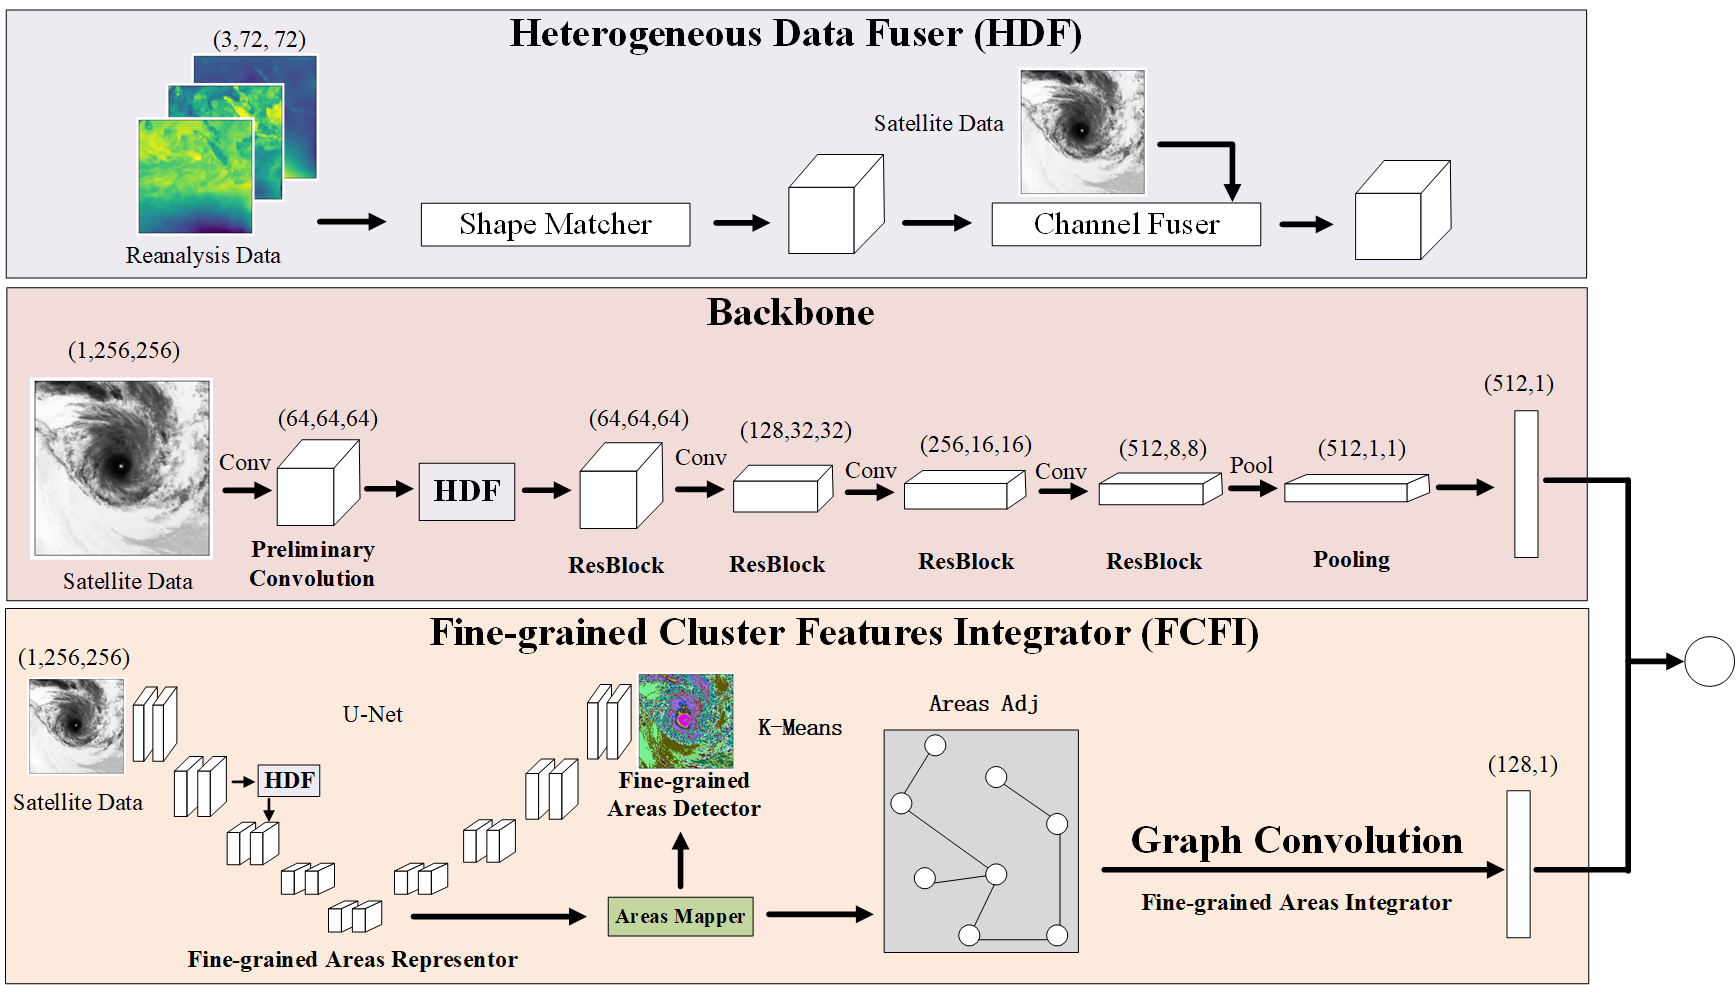 Heterogeneous Data Fuser (HDF)
(3,72, 72)
Satellite Data
Shape Matcher
Channel Fuser
Reanalysis Data
Backbone
(1,256,256)
(512,1)
(64,64,64)
(64,64,64)
(128,32,32)
(256,16,16)
(512,8,8)
(512,1,1)
Conv
Conv
Conv
Conv
Pool
HDF
Preliminary
Convolution
ResBlock
ResBlock
ResBlock
ResBlock
Pooling
Satellite Data
Fine-grained Cluster Features Integrator (FCFI)
(1,256,256)
U-Net
K-Means
Areas Adj
HDF
Satellite Data
Fine-grained
Areas Detector
(128,1)
Graph Convolution
Fine-grained Areas Integrator
Areas Mapper
Fine-grained Areas Representor